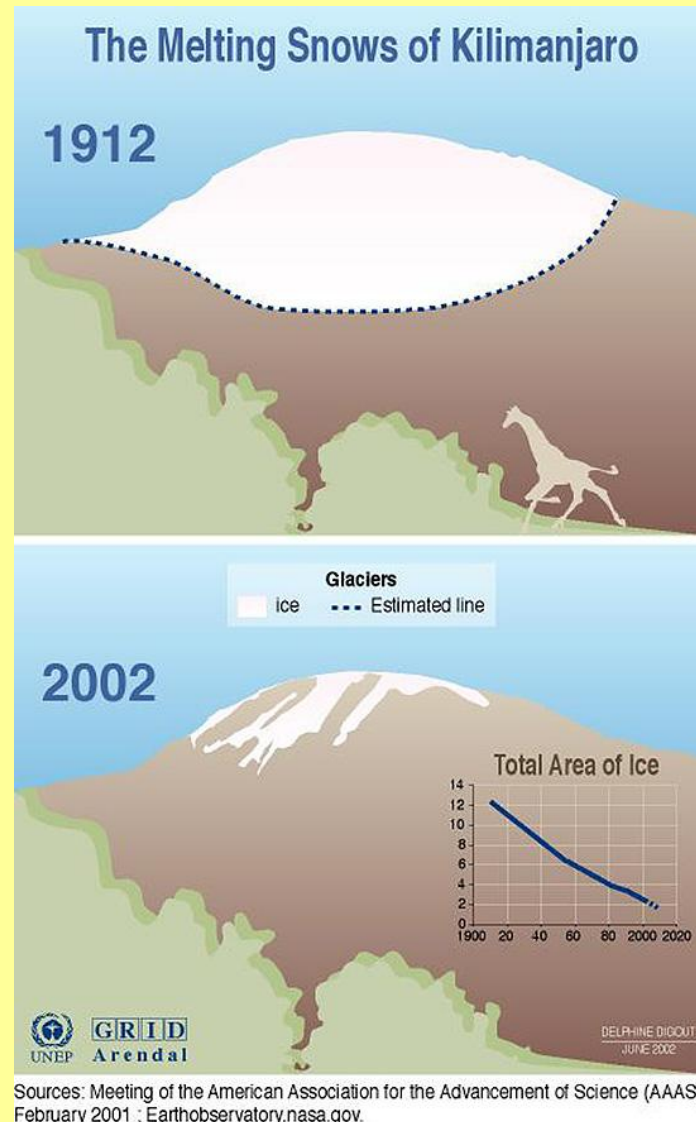 The Melting Snows of Kilimanjaro
1912
Glaciers
ice Estimated line
2002
Total Area of Ice
14
12
10
8
6
4
2
0
1900 20 40 60 80 2000 2020
UNEP
GRID
Arendal
DELPHINE DIGOUT
JUNE 2002
Sources: Meeting of the American Association for the Advancement of Science (AAAS
February 2001 ; Earthobservatory.nasa.gov.